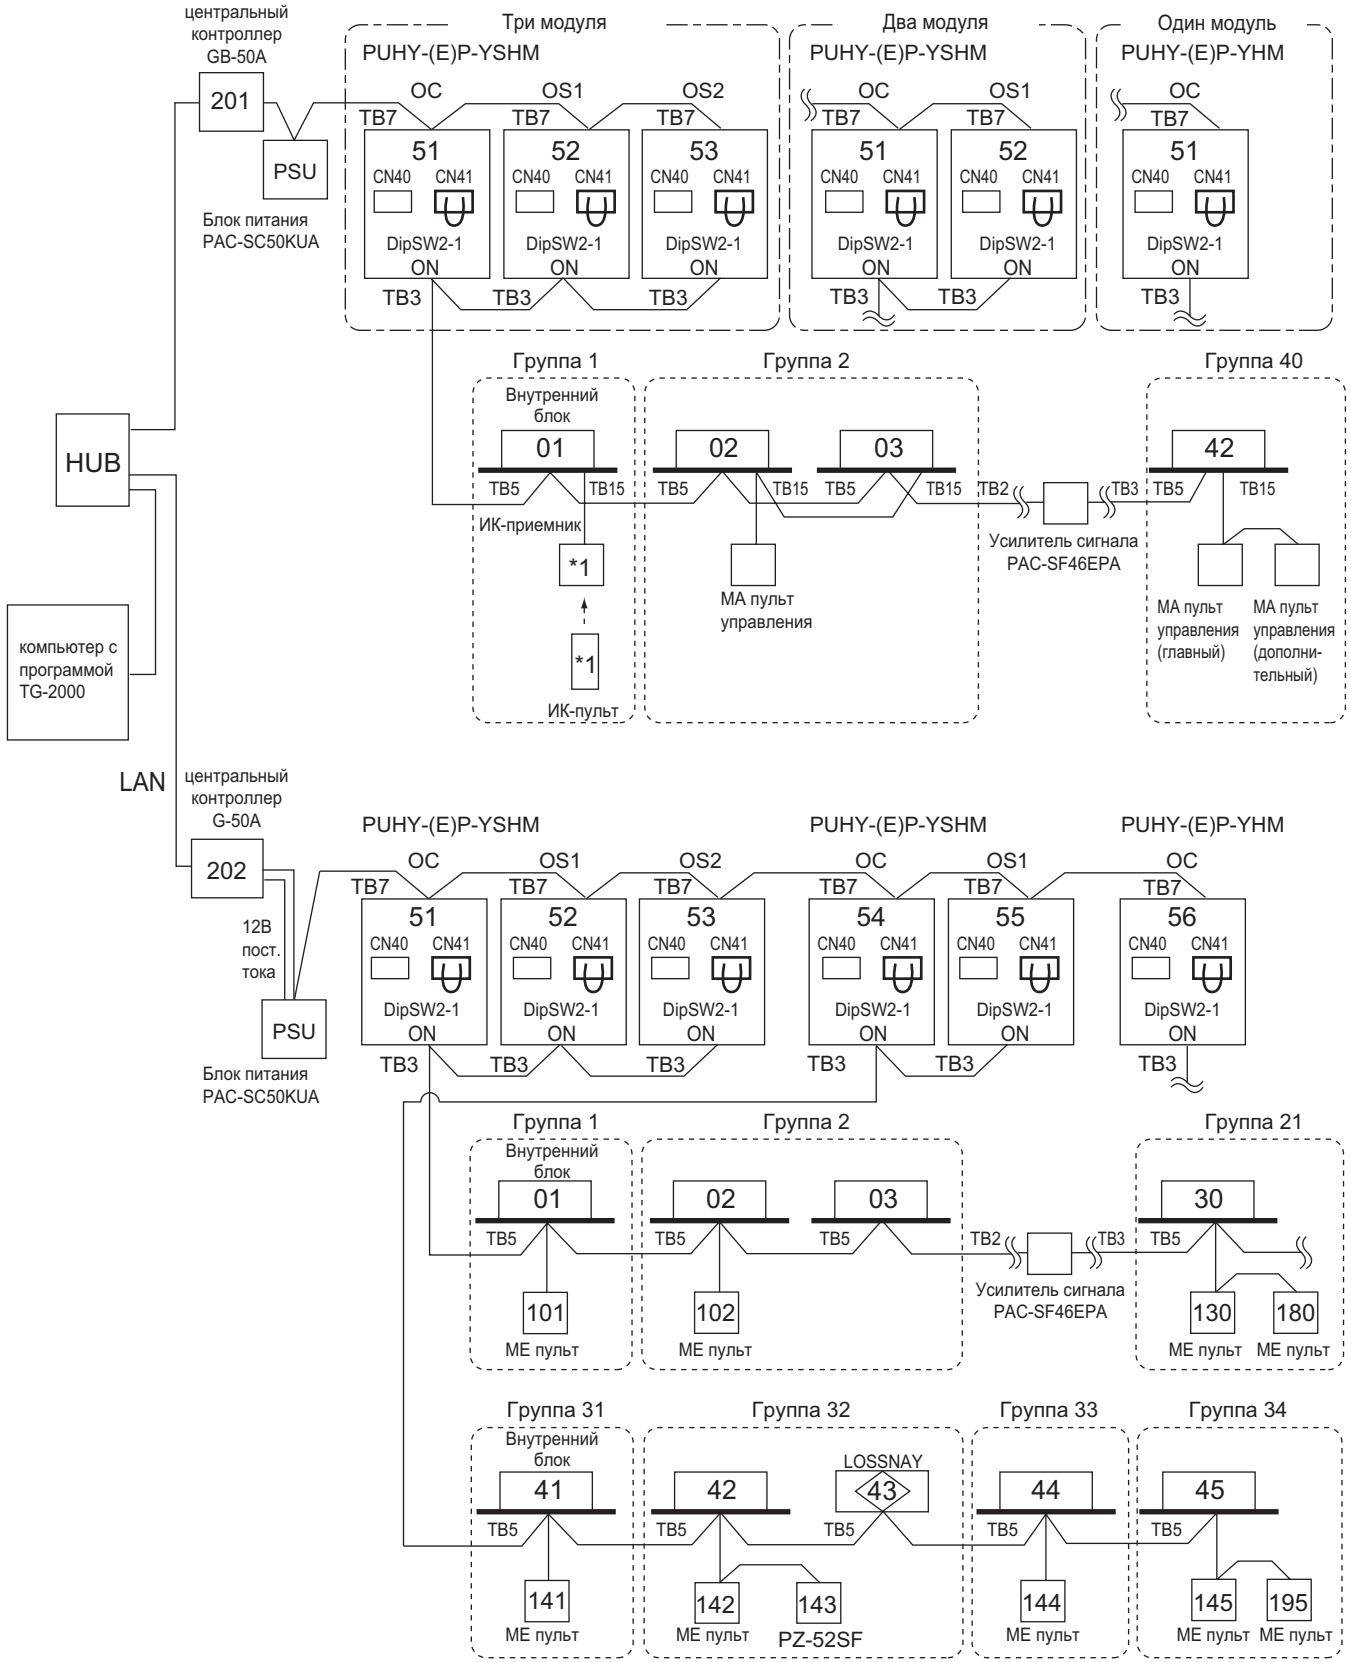 центральный
контроллер
GB-50A
201
PSU
Блок питания
PAC-SC50KUA
Три модуля
PUHY-(E)P-YSHM
OC
OS1
OS2
TB7
TB7
TB7
51
52
53
CN40
CN41
CN40
CN41
CN40
CN41
DipSW2-1
DipSW2-1
DipSW2-1
ON
ON
ON
TB3
TB3
TB3
Два модуля
PUHY-(E)P-YSHM
OC
OS1
TB7
TB7
51
52
CN40
CN41
CN40
CN41
DipSW2-1
DipSW2-1
ON
ON
TB3
TB3
Один модуль
PUHY-(E)P-YHM
OC
TB7
51
CN40
CN41
DipSW2-1
ON
TB3
HUB
компьютер с
программой
TG-2000
LAN
Группа 1
Внутренний
блок
01
TB5
TB15
ИК-приемник
*1
*1
ИК-пульт
Группа 2
02
03
TB5
TB15
TB5
TB15
МА пульт
управления
TB2
TB3
Усилитель сигнала
PAC-SF46EPA
Группа 40
42
TB5
TB15
МА пульт
управления
(главный)
МА пульт
управления
(дополни-
тельный)
центральный
контроллер
G-50A
202
12В
пост.
тока
PSU
Блок питания
PAC-SC50KUA
PUHY-(E)P-YSHM
OC
OS1
OS2
TB7
TB7
TB7
51
52
53
CN40
CN41
CN40
CN41
CN40
CN41
DipSW2-1
DipSW2-1
DipSW2-1
ON
ON
ON
TB3
TB3
TB3
PUHY-(E)P-YSHM
OC
OS1
TB7
TB7
54
55
CN40
CN41
CN40
CN41
DipSW2-1
DipSW2-1
ON
ON
TB3
TB3
PUHY-(E)P-YHM
OC
TB7
56
CN40
CN41
DipSW2-1
ON
TB3
Группа 1
Внутренний
блок
01
TB5
101
МЕ пульт
Группа 2
02
03
TB5
TB5
102
МЕ пульт
TB2
TB3
Усилитель сигнала
PAC-SF46EPA
Группа 21
30
TB5
130
180
МЕ пульт
МЕ пульт
Группа 31
Внутренний
блок
41
TB5
141
МЕ пульт
Группа 32
LOSSNAY
42
43
TB5
TB5
142
143
МЕ пульт
PZ-52SF
Группа 33
44
TB5
144
МЕ пульт
Группа 34
45
TB5
145
195
МЕ пульт
МЕ пульт